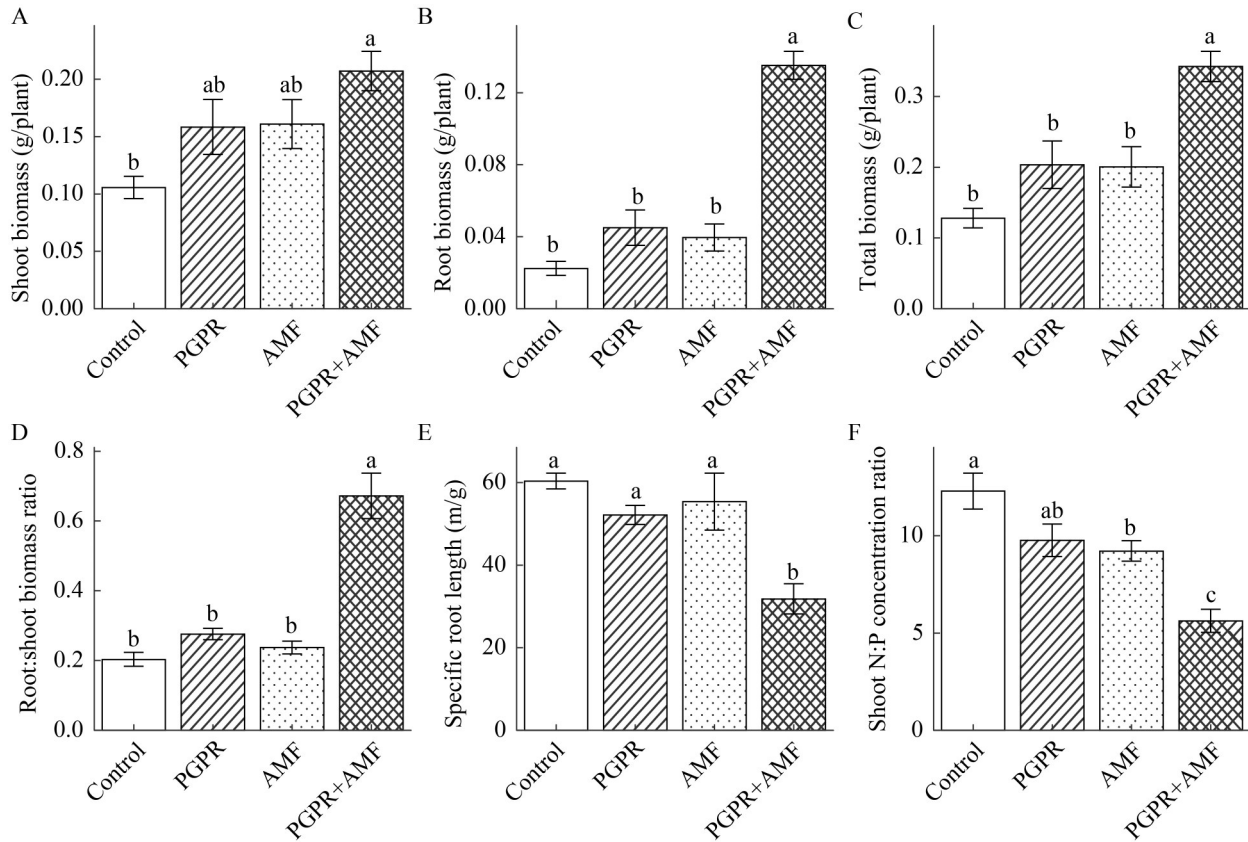 A
Shoot biomass (g/plant)
0.20
0.15
0.10
0.05
0.00
b
ab
ab
a
Control
PGPR
AMF
PGPR+AMF
B
Root biomass (g/plant)
0.12
0.08
0.04
0.00
b
b
b
a
Control
PGPR
AMF
PGPR+AMF
C
Total biomass (g/plant)
0.3
0.2
0.1
0.0
b
b
b
a
Control
PGPR
AMF
PGPR+AMF
D
Root:shoot biomass ratio
0.8
0.6
0.4
0.2
0.0
b
b
b
a
Control
PGPR
AMF
PGPR+AMF
E
Specific root length (m/g)
60
40
20
0
a
a
a
b
Control
PGPR
AMF
PGPR+AMF
F
Shoot N:P concentration ratio
10
5
0
a
ab
b
c
Control
PGPR
AMF
PGPR+AMF